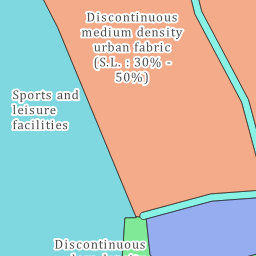 Discontinuous
medium density
urban fabric
(S.L. : 30% -
50%)
Sports and
leisure
facilities
Discontinuous